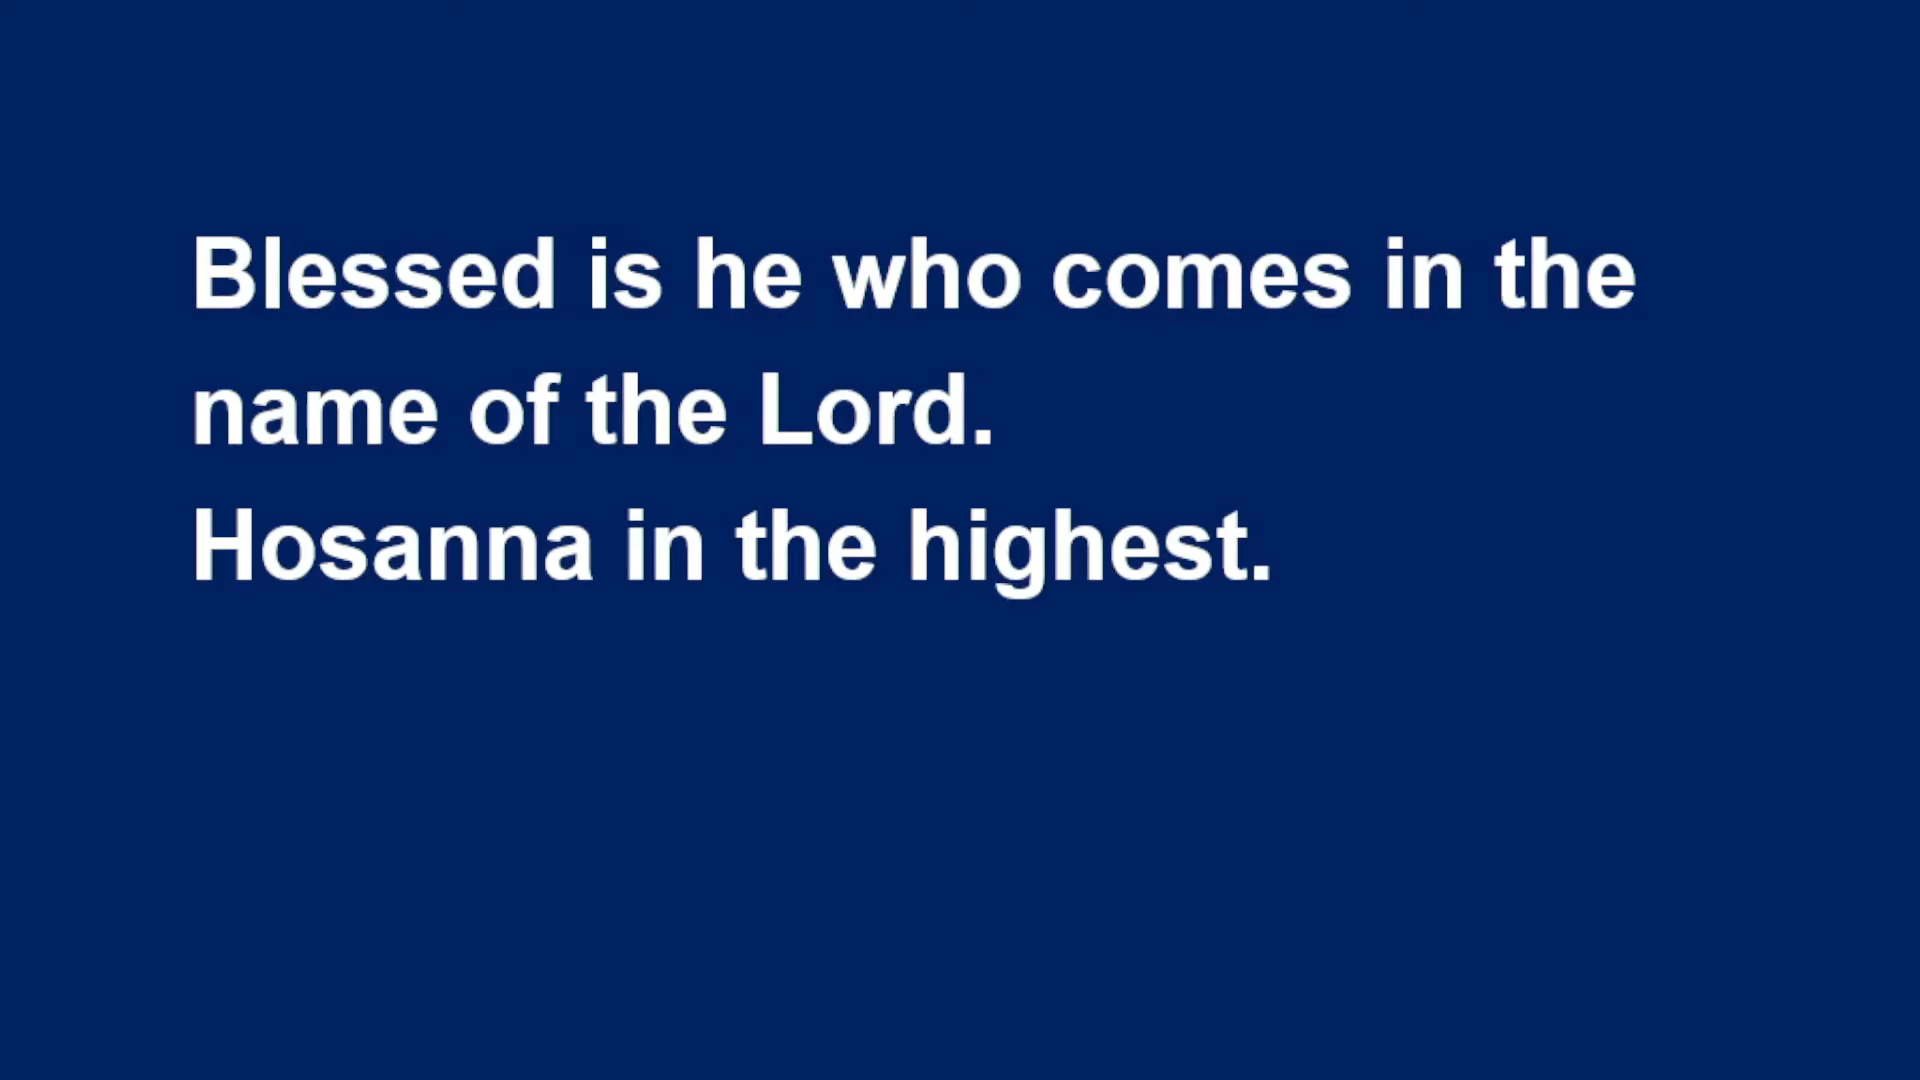 Blessed is he who comes in the
name of the Lord.
Hosanna in the highest.